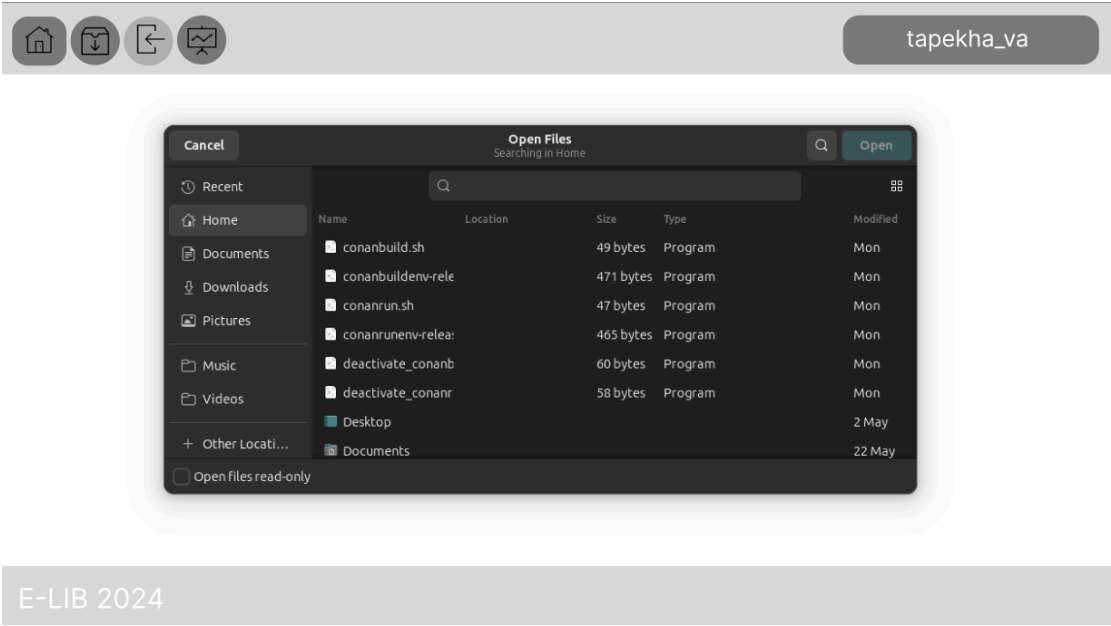 tapekha_va
Cancel
Open Files
Searching in Home
Open
Recent
Home
Documents
Downloads
Pictures
Music
Videos
+ Other Locati...
Name Location Size Type Modified
conanbuild.sh 49 bytes Program Mon
conanbuildenv-rele 471 bytes Program Mon
conanrun.sh 47 bytes Program Mon
conanrunenv-releas 465 bytes Program Mon
deactivate_conanb 60 bytes Program Mon
deactivate_conanr 58 bytes Program Mon
Desktop 2 May
Documents 22 May
Open files read-only
E-LIB 2024